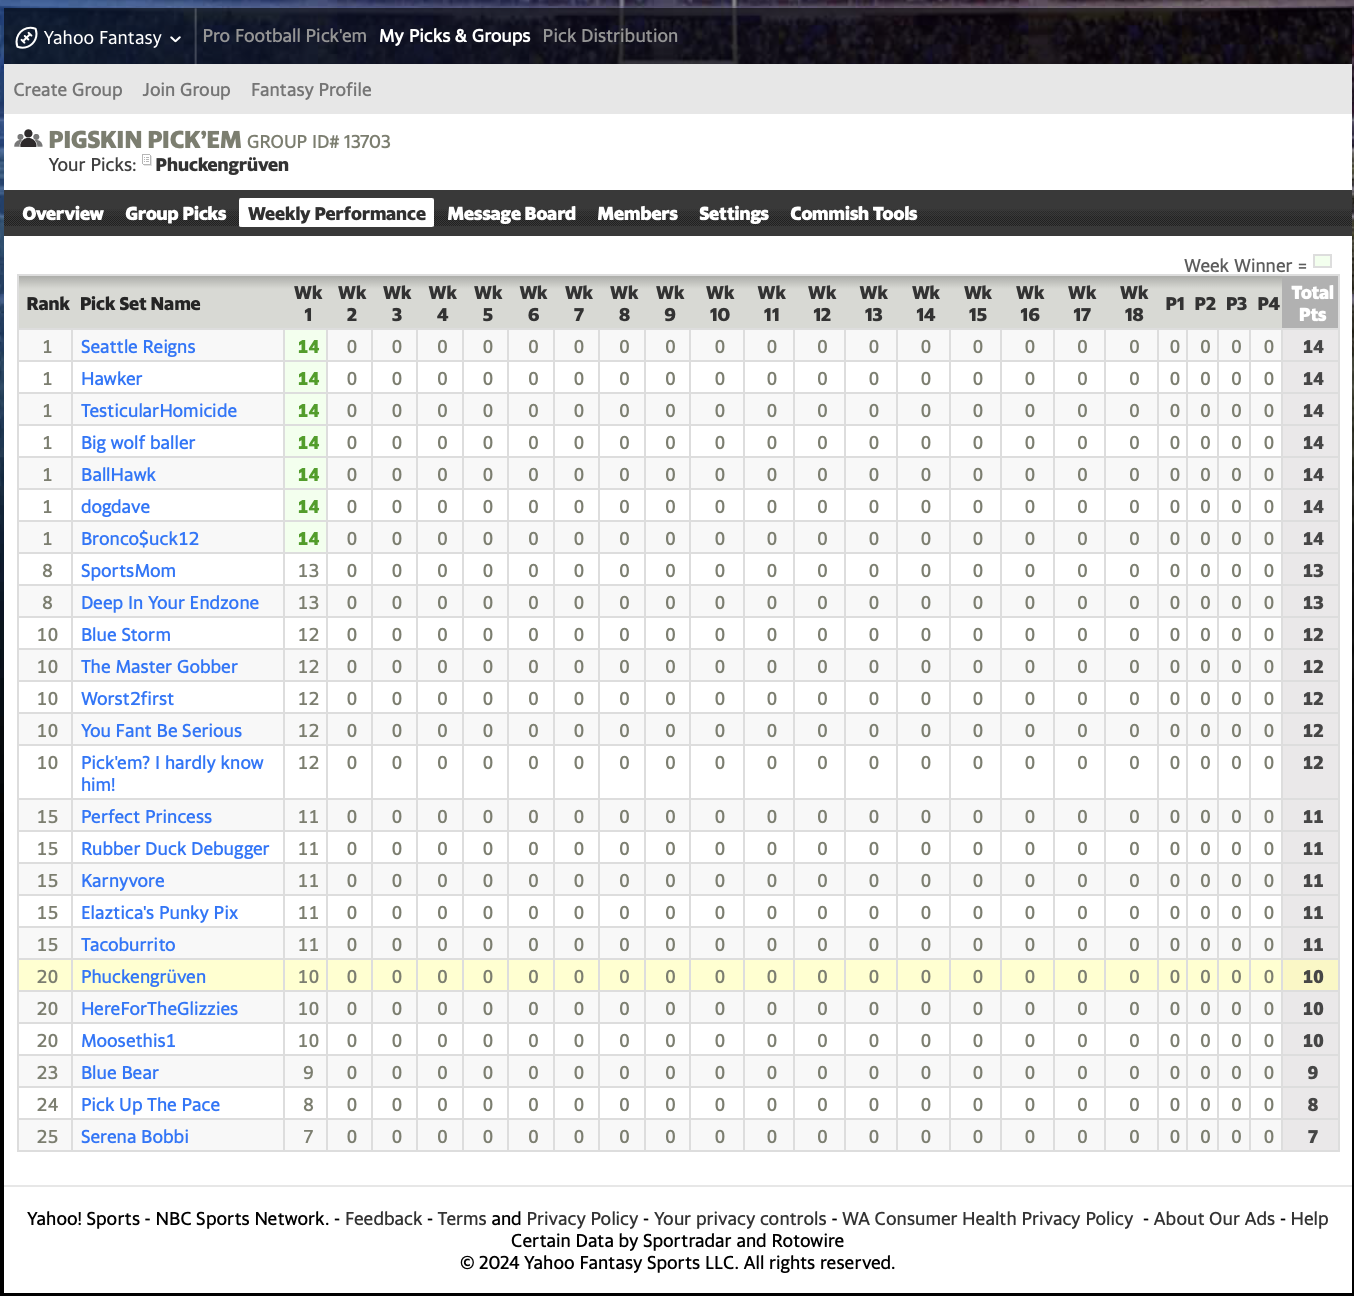 Yahoo Fantasy Pro Football Pick'em My Picks & Groups Pick Distribution
Create Group Join Group Fantasy Profile
PIGSKIN PICK'EM GROUP ID# 13703
Your Picks: Phuckengrüven
Overview Group Picks Weekly Performance Message Board Members Settings Commish Tools
Week Winner =
Rank Pick Set Name Wk 1 Wk 2 Wk 3 Wk 4 Wk 5 Wk 6 Wk 7 Wk 8 Wk 9 Wk 10 Wk 11 Wk 12 Wk 13 Wk 14 Wk 15 Wk 16 Wk 17 Wk 18 P1 P2 P3 P4 Total Pts
1 Seattle Reigns 14 0 0 0 0 0 0 0 0 0 0 0 0 0 0 0 0 0 0 0 0 0 14
1 Hawker 14 0 0 0 0 0 0 0 0 0 0 0 0 0 0 0 0 0 0 0 0 0 14
1 TesticularHomicide 14 0 0 0 0 0 0 0 0 0 0 0 0 0 0 0 0 0 0 0 0 0 14
1 Big wolf baller 14 0 0 0 0 0 0 0 0 0 0 0 0 0 0 0 0 0 0 0 0 0 14
1 BallHawk 14 0 0 0 0 0 0 0 0 0 0 0 0 0 0 0 0 0 0 0 0 0 14
1 dogdave 14 0 0 0 0 0 0 0 0 0 0 0 0 0 0 0 0 0 0 0 0 0 14
1 Bronco$uck12 14 0 0 0 0 0 0 0 0 0 0 0 0 0 0 0 0 0 0 0 0 0 14
8 SportsMom 13 0 0 0 0 0 0 0 0 0 0 0 0 0 0 0 0 0 0 0 0 0 13
8 Deep In Your Endzone 13 0 0 0 0 0 0 0 0 0 0 0 0 0 0 0 0 0 0 0 0 0 13
10 Blue Storm 12 0 0 0 0 0 0 0 0 0 0 0 0 0 0 0 0 0 0 0 0 0 12
10 The Master Gobber 12 0 0 0 0 0 0 0 0 0 0 0 0 0 0 0 0 0 0 0 0 0 12
10 Worst2first 12 0 0 0 0 0 0 0 0 0 0 0 0 0 0 0 0 0 0 0 0 0 12
10 You Fant Be Serious 12 0 0 0 0 0 0 0 0 0 0 0 0 0 0 0 0 0 0 0 0 0 12
10 Pick'em? I hardly know him! 12 0 0 0 0 0 0 0 0 0 0 0 0 0 0 0 0 0 0 0 0 0 12
15 Perfect Princess 11 0 0 0 0 0 0 0 0 0 0 0 0 0 0 0 0 0 0 0 0 0 11
15 Rubber Duck Debugger 11 0 0 0 0 0 0 0 0 0 0 0 0 0 0 0 0 0 0 0 0 0 11
15 Karnyvore 11 0 0 0 0 0 0 0 0 0 0 0 0 0 0 0 0 0 0 0 0 0 11
15 Elaztica's Punky Pix 11 0 0 0 0 0 0 0 0 0 0 0 0 0 0 0 0 0 0 0 0 0 11
15 Tacoburrito 11 0 0 0 0 0 0 0 0 0 0 0 0 0 0 0 0 0 0 0 0 0 11
20 Phuckengrüven 10 0 0 0 0 0 0 0 0 0 0 0 0 0 0 0 0 0 0 0 0 0 10
20 HereForTheGlizzies 10 0 0 0 0 0 0 0 0 0 0 0 0 0 0 0 0 0 0 0 0 0 10
20 Moosethis1 10 0 0 0 0 0 0 0 0 0 0 0 0 0 0 0 0 0 0 0 0 0 10
23 Blue Bear 9 0 0 0 0 0 0 0 0 0 0 0 0 0 0 0 0 0 0 0 0 0 9
24 Pick Up The Pace 8 0 0 0 0 0 0 0 0 0 0 0 0 0 0 0 0 0 0 0 0 0 8
25 Serena Bobbi 7 0 0 0 0 0 0 0 0 0 0 0 0 0 0 0 0 0 0 0 0 0 7
Yahoo! Sports - NBC Sports Network. - Feedback - Terms and Privacy Policy - Your privacy controls - WA Consumer Health Privacy Policy - About Our Ads - Help
Certain Data by Sportradar and Rotowire
© 2024 Yahoo Fantasy Sports LLC. All rights reserved.